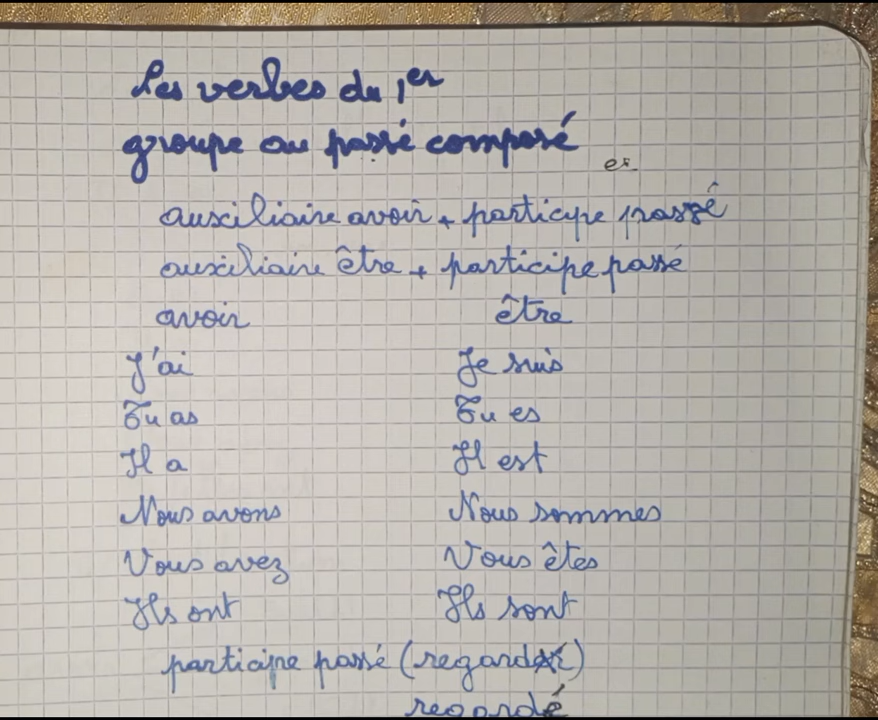 Les verbes du 1er
groupe au passé composé
er
auxiliaire avoir + participe passé
auxiliaire être + participe passé
avoir être
J'ai Je suis
Tu as Tu es
Il a Il est
Nous avons Nous sommes
Vous avez Vous êtes
Ils ont Ils sont
participe passé (regarder)
regardé